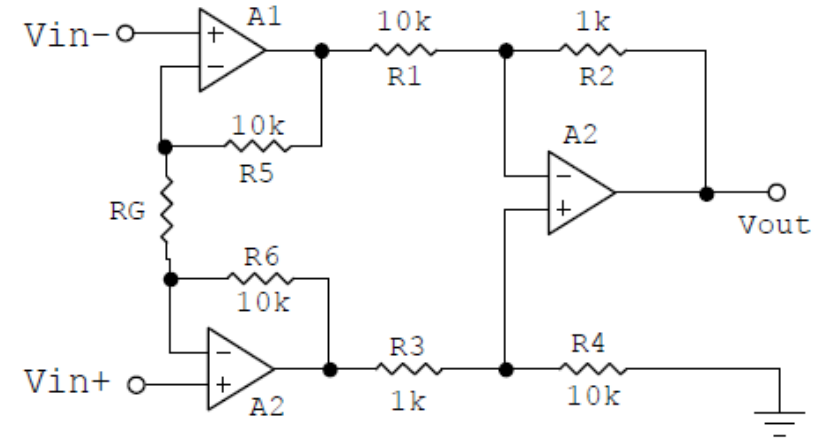 A1
Vin-
+
−
10k
R1
1k
R2
10k
R5
A2
−
+
Vout
RG
R6
10k
−
+
Vin+
A2
R3
1k
R4
10k